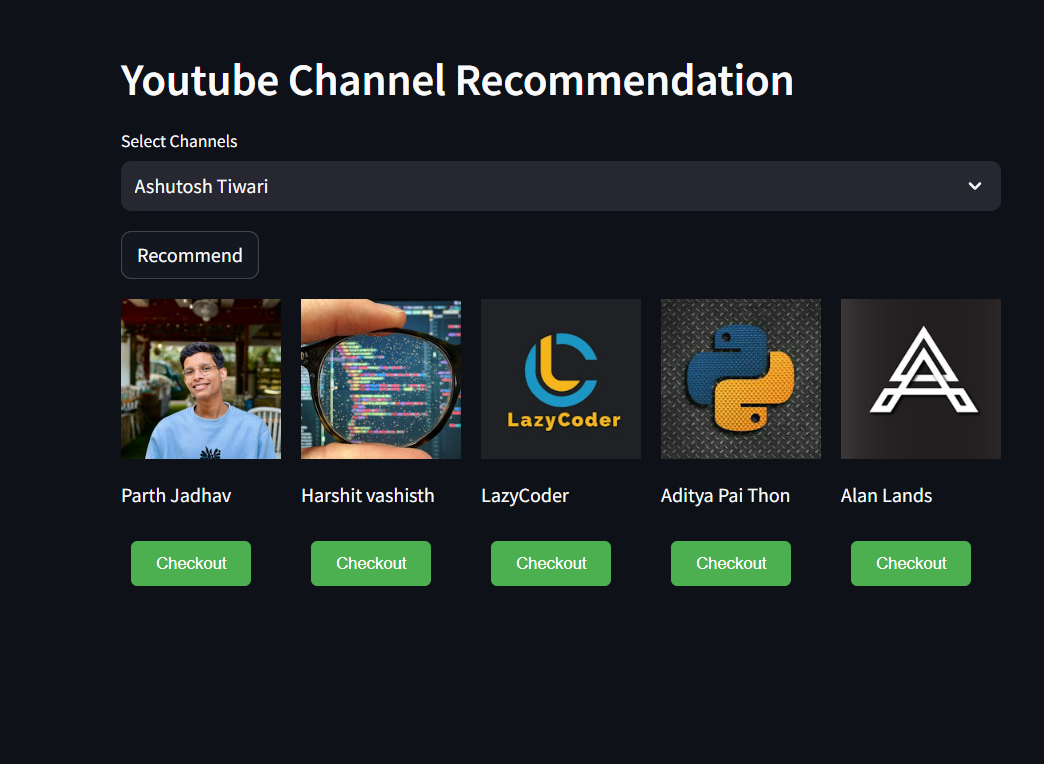 Youtube Channel Recommendation
Select Channels
Ashutosh Tiwari
Recommend
LazyCoder
Parth Jadhav
Harshit vashisth
LazyCoder
Aditya Pai Thon
Alan Lands
Checkout
Checkout
Checkout
Checkout
Checkout